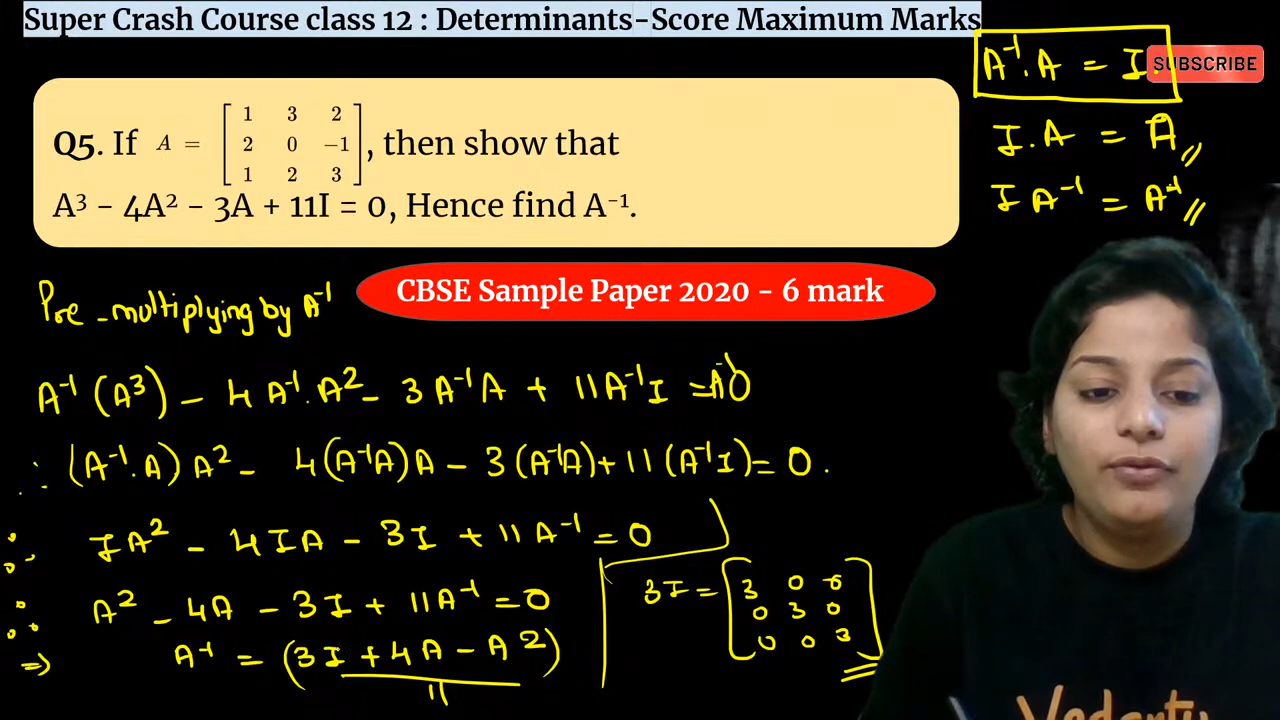 Super Crash Course class 12 : Determinants-Score Maximum Marks
A⁻¹.A = I.
SUBSCRIBE
I.A = A
I A⁻¹ = A⁻¹
Q5. If A = [1 3 2
2 0 −1
1 2 3], then show that
A³ - 4A² - 3A + 11I = 0, Hence find A⁻¹.
CBSE Sample Paper 2020 - 6 mark
Pre-multiplying by A⁻¹
A⁻¹(A³) - 4A⁻¹.A² - 3A⁻¹A + 11A⁻¹I = A⁻¹0
∴ (A⁻¹.A)A² - 4(A⁻¹A)A - 3(A⁻¹A) + 11(A⁻¹I) = 0.
∴ IA² - 4IA - 3I + 11A⁻¹ = 0
∴ A² - 4A - 3I + 11A⁻¹ = 0
⇒ A⁻¹ = (3I + 4A - A²)
11
3I = [3 0 0
0 3 0
0 0 3]
Vedantu